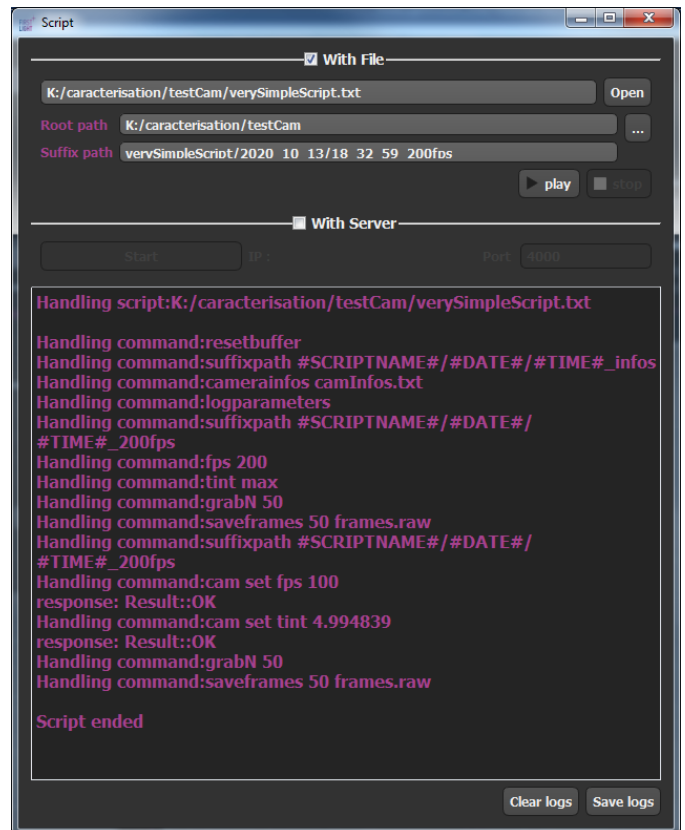 Script
With File
K:/caracterisation/testCam/verySimpleScript.txt Open
Root path K:/caracterisation/testCam ...
Suffix path verySimpleScript/2020_10_13/18_32_59_200fps
play stop
With Server
Start IP : Port 4000
Handling script:K:/caracterisation/testCam/verySimpleScript.txt
Handling command:resetbuffer
Handling command:suffixpath #SCRIPTNAME#/#DATE#/#TIME#_infos
Handling command:camerainfos camInfos.txt
Handling command:logparameters
Handling command:suffixpath #SCRIPTNAME#/#DATE#/
#TIME#_200fps
Handling command:fps 200
Handling command:tint max
Handling command:grabN 50
Handling command:saveframes 50 frames.raw
Handling command:suffixpath #SCRIPTNAME#/#DATE#/
#TIME#_200fps
Handling command:cam set fps 100
response: Result::OK
Handling command:cam set tint 4.994839
response: Result::OK
Handling command:grabN 50
Handling command:saveframes 50 frames.raw
Script ended
Clear logs Save logs